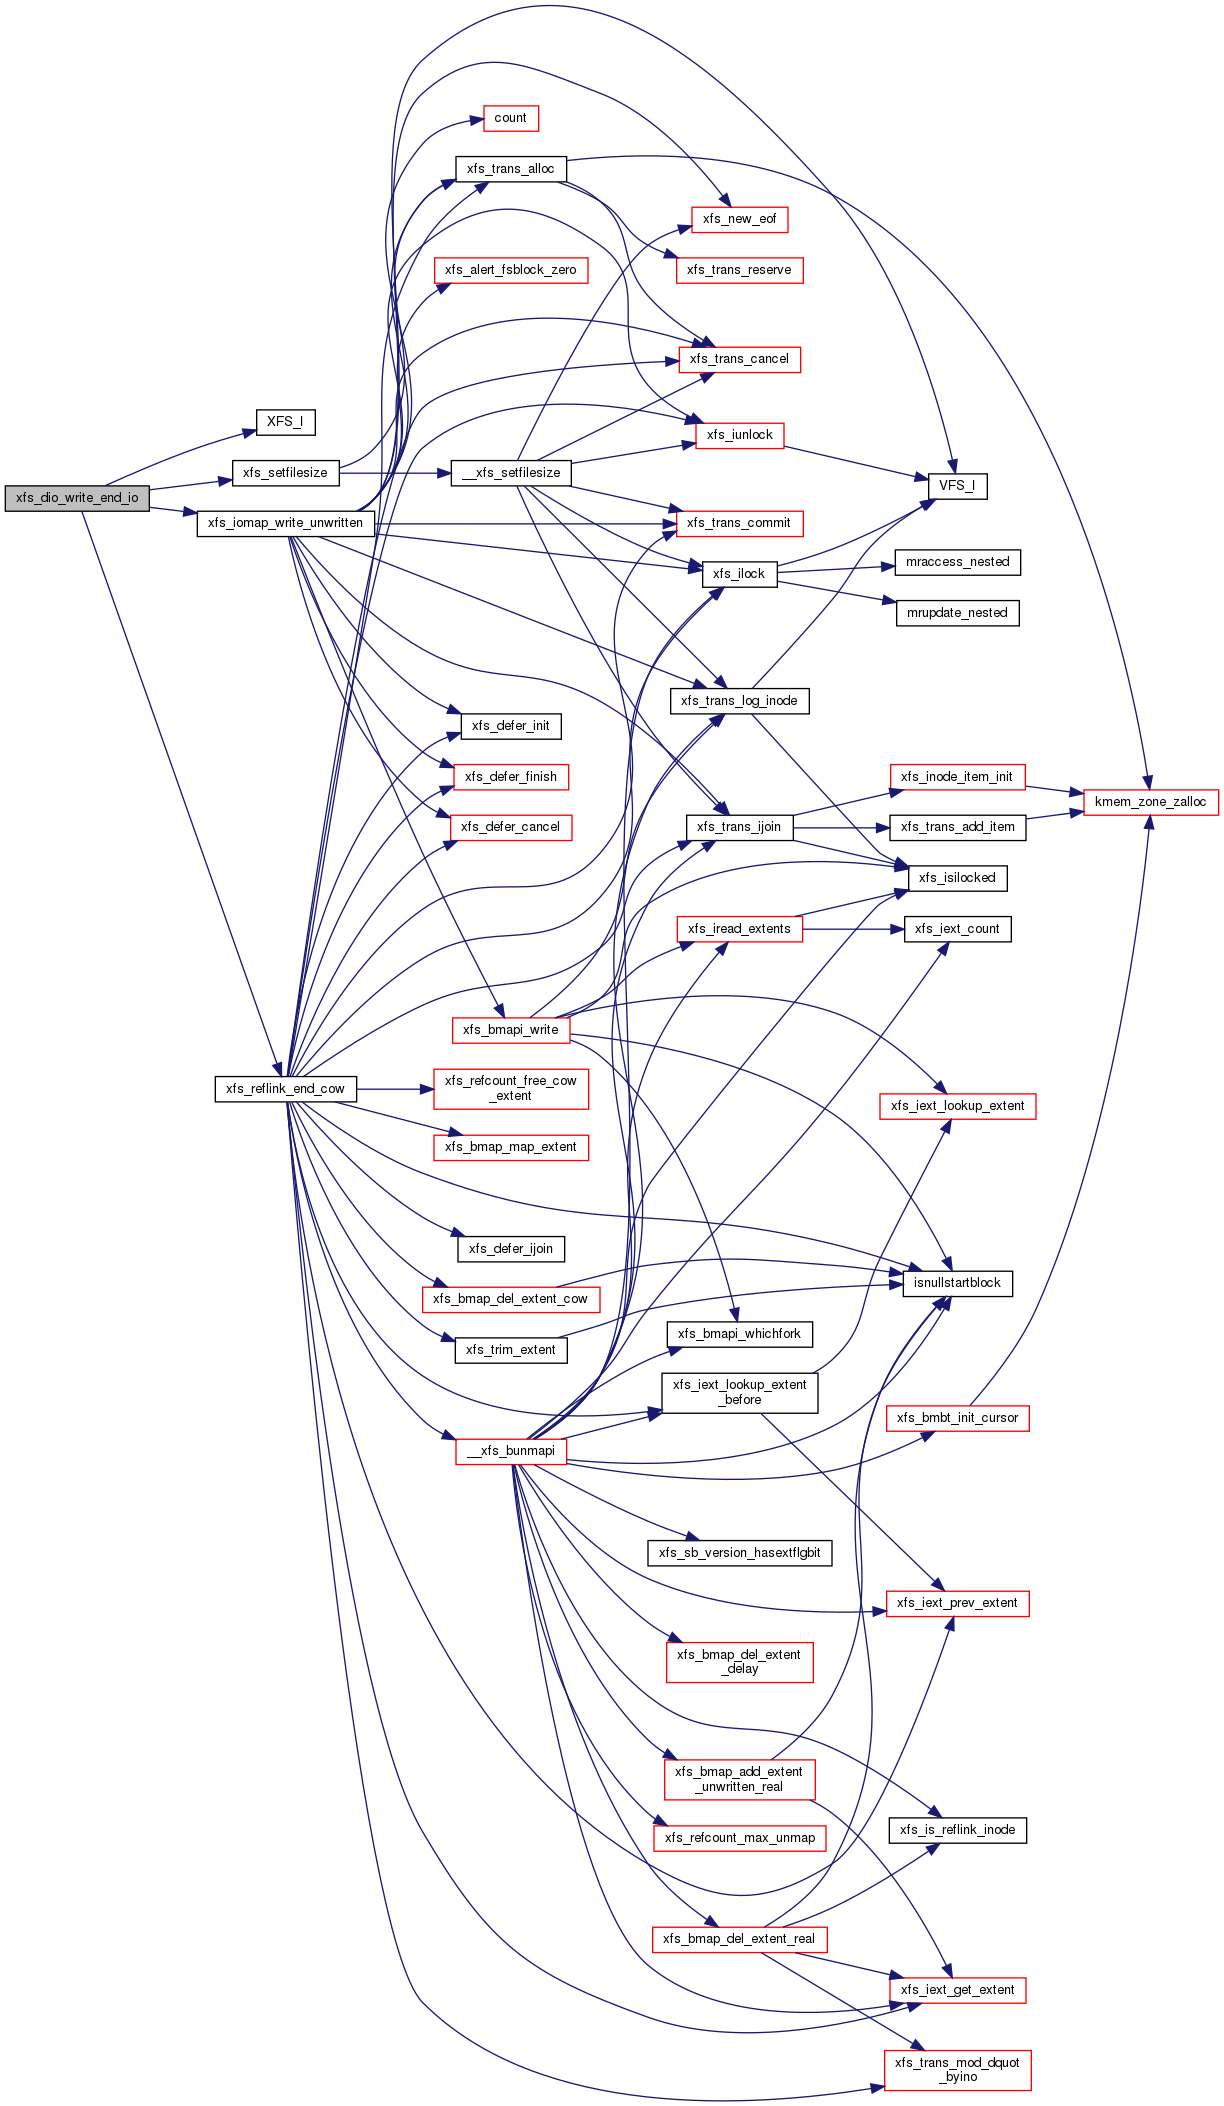 count
xfs_trans_alloc
xfs_new_eof
xfs_alert_fsblock_zero
xfs_trans_reserve
xfs_trans_cancel
XFS_I
xfs_iunlock
xfs_setfilesize
__xfs_setfilesize
VFS_I
xfs_dio_write_end_io
xfs_iomap_write_unwritten
xfs_trans_commit
mraccess_nested
xfs_ilock
mrupdate_nested
xfs_trans_log_inode
xfs_defer_init
xfs_defer_finish
xfs_inode_item_init
kmem_zone_zalloc
xfs_defer_cancel
xfs_trans_ijoin
xfs_trans_add_item
xfs_isilocked
xfs_iread_extents
xfs_iext_count
xfs_bmapi_write
xfs_reflink_end_cow
xfs_refcount_free_cow
_extent
xfs_iext_lookup_extent
xfs_bmap_map_extent
xfs_defer_ijoin
isnullstartblock
xfs_bmap_del_extent_cow
xfs_bmapi_whichfork
xfs_trim_extent
xfs_iext_lookup_extent
_before
xfs_bmbt_init_cursor
__xfs_bunmapi
xfs_sb_version_hasextflgbit
xfs_iext_prev_extent
xfs_bmap_del_extent
_delay
xfs_bmap_add_extent
_unwritten_real
xfs_is_reflink_inode
xfs_refcount_max_unmap
xfs_bmap_del_extent_real
xfs_iext_get_extent
xfs_trans_mod_dquot
_byino